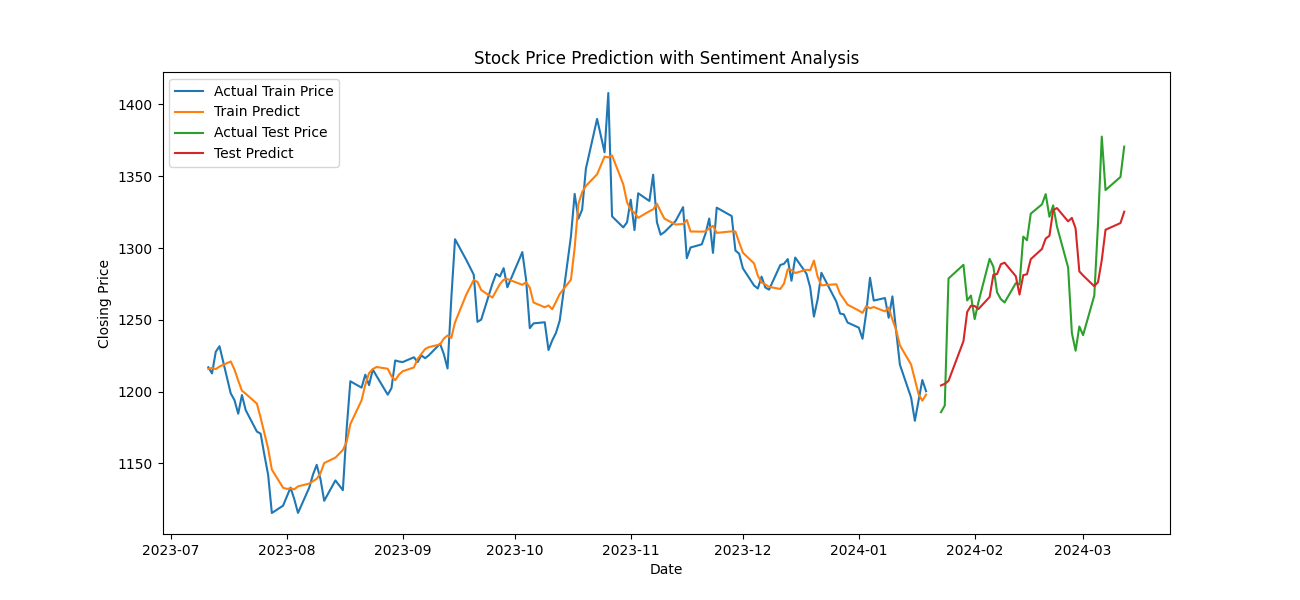 Stock Price Prediction with Sentiment Analysis
Actual Train Price
Train Predict
Actual Test Price
Test Predict
Closing Price
1400
1350
1300
1250
1200
1150
2023-07 2023-08 2023-09 2023-10 2023-11 2023-12 2024-01 2024-02 2024-03
Date